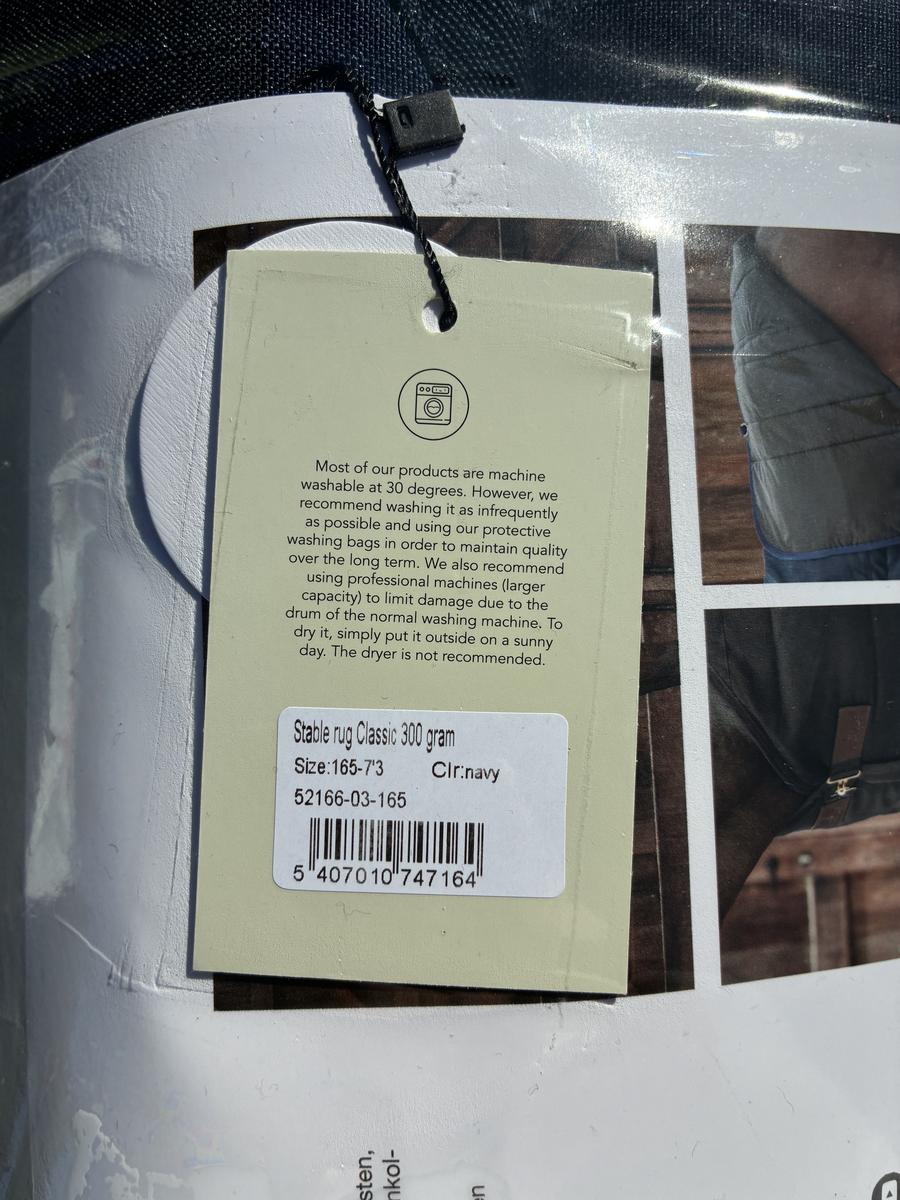 Most of our products are machine
washable at 30 degrees. However, we
recommend washing it as infrequently
as possible and using our protective
washing bags in order to maintain quality
over the long term. We also recommend
using professional machines (larger
capacity) to limit damage due to the
drum of the normal washing machine. To
dry it, simply put it outside on a sunny
day. The dryer is not recommended.
Stable rug Classic 300 gram
Size:165-7'3 Clr:navy
52166-03-165
5 407010 747164
sten,
nkol-
en